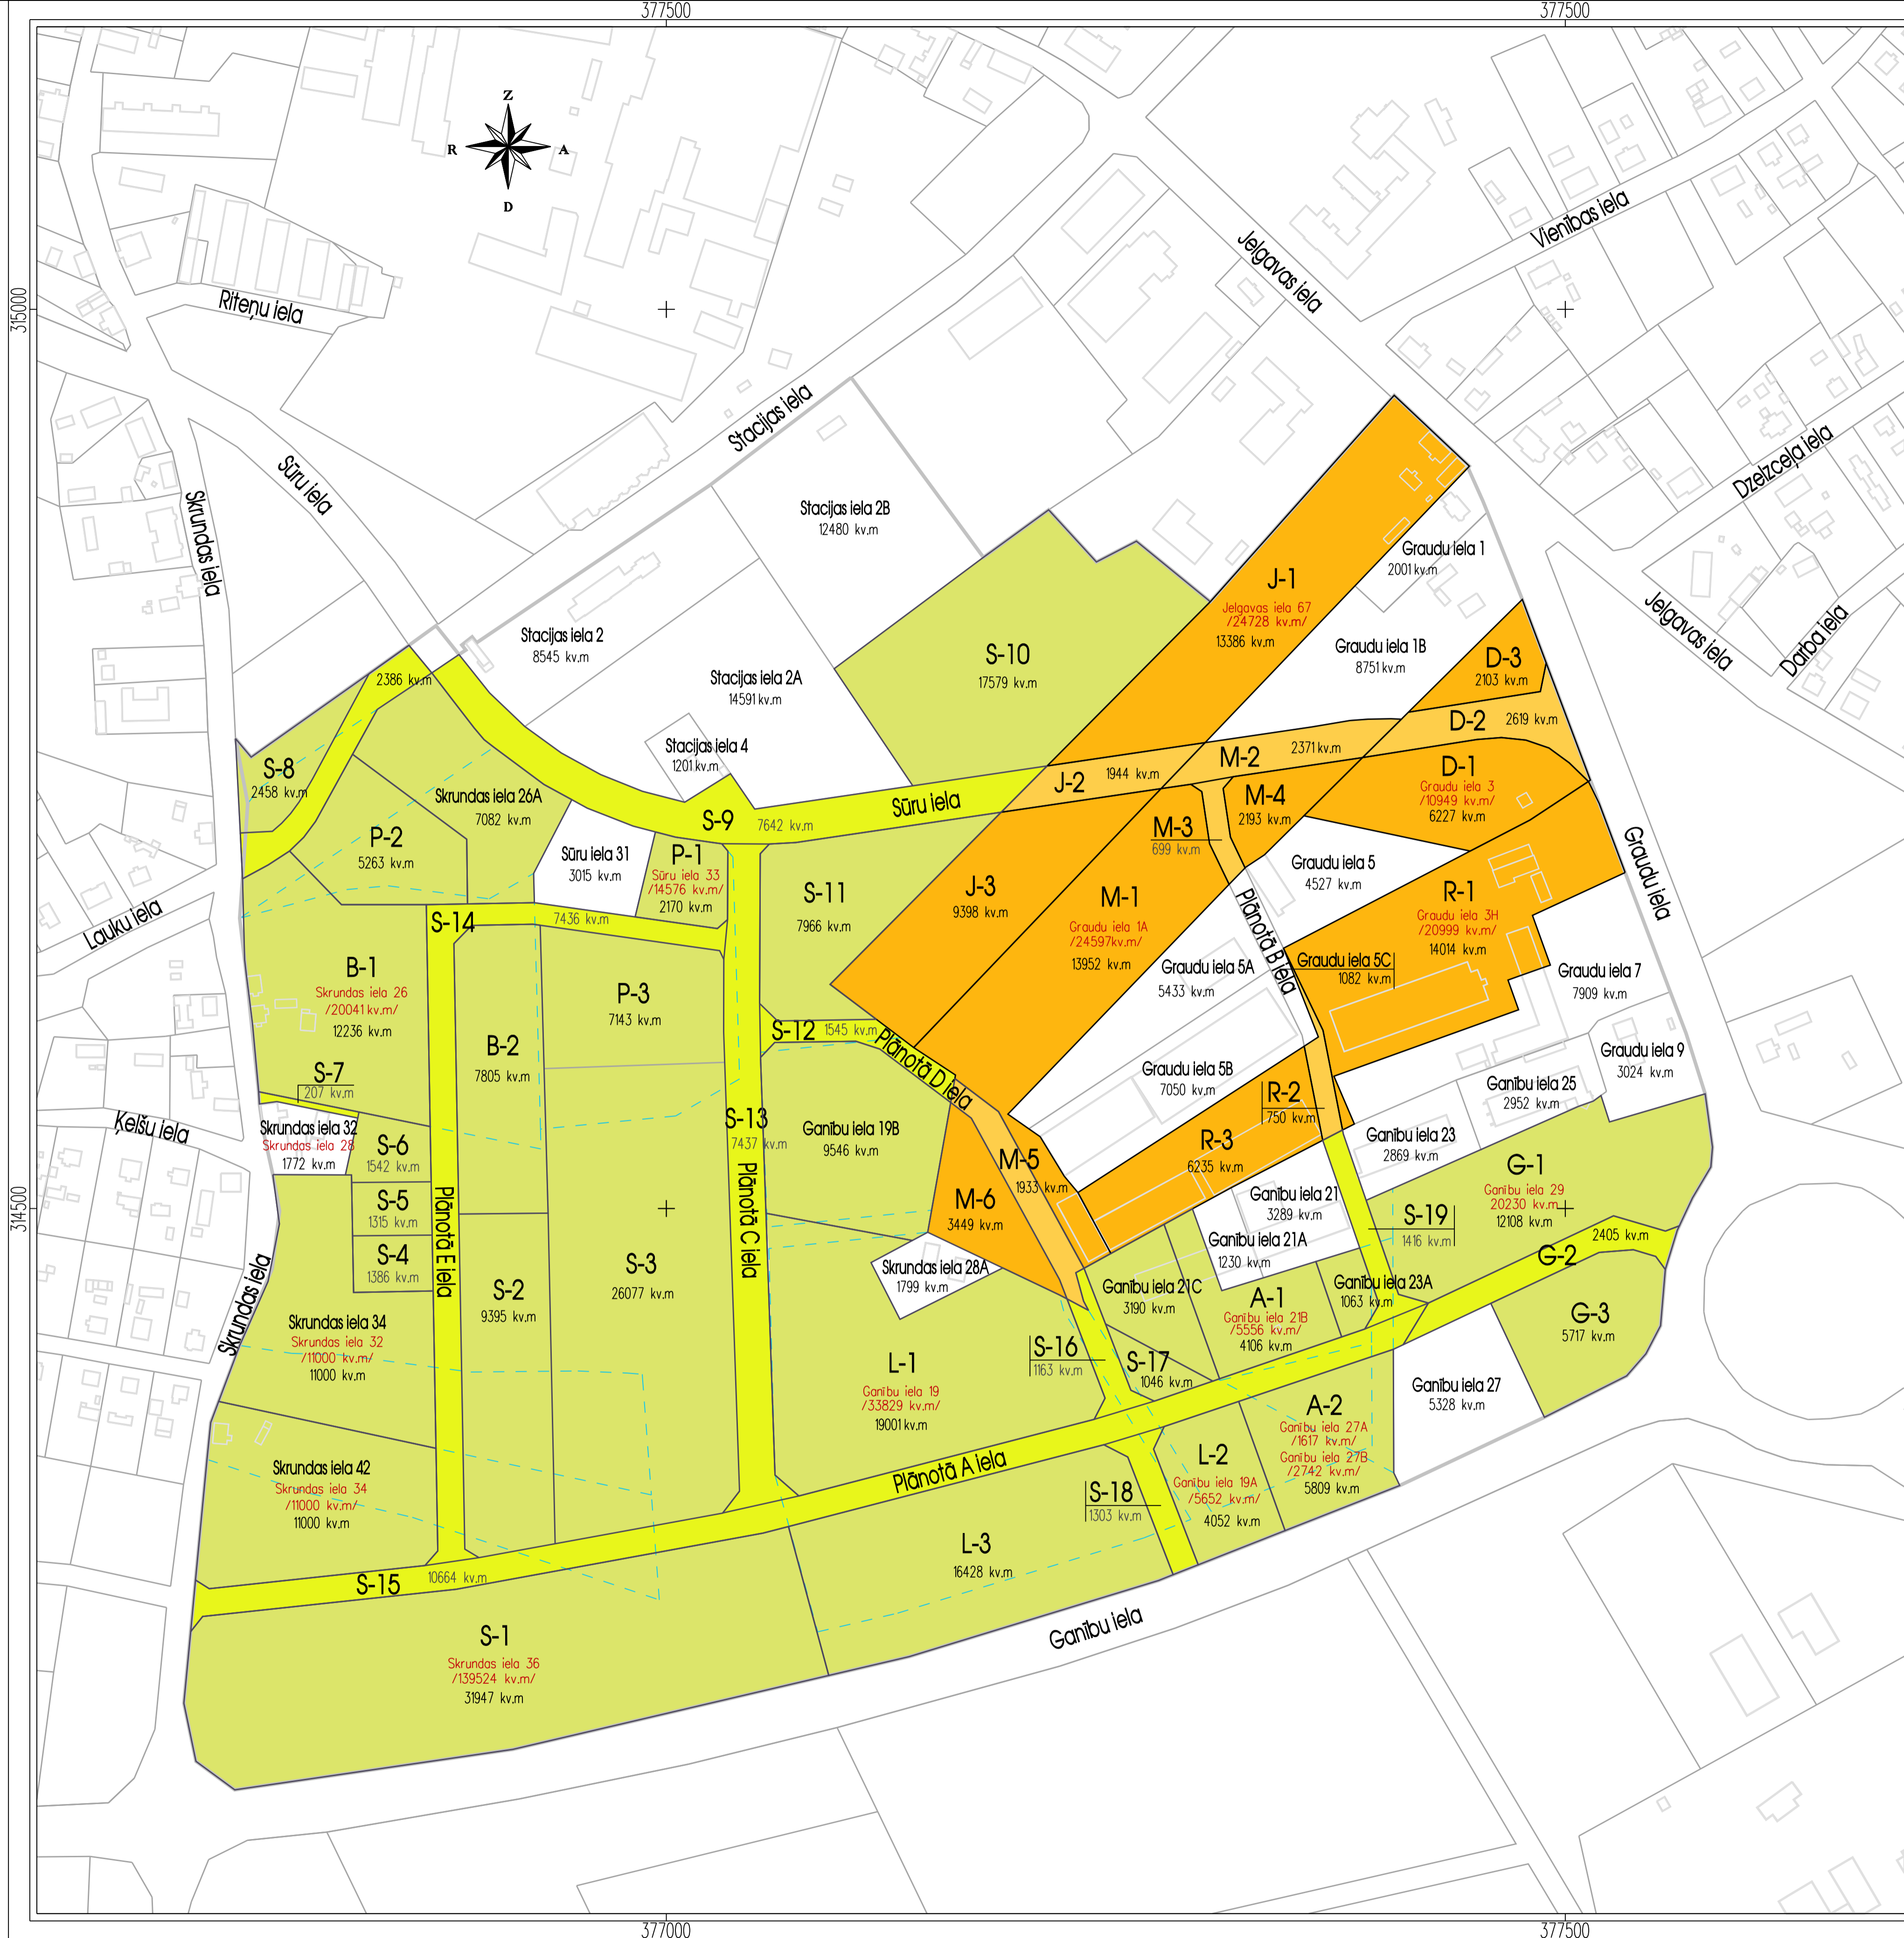 377500
377500
Z
R
A
D
315000
Vienības iela
Jelgavas iela
Riteņu iela
Stacijas iela
Sūru iela
Skrundas iela
Dzelzceļa iela
Stacijas iela 2B
12480 kv.m
Graudu iela 1
2001 kv.m
J-1
Jelgavas iela 67
/24728 kv.m/
13386 kv.m
Stacijas iela 2
8545 kv.m
S-10
17579 kv.m
Graudu iela 1B
8751 kv.m
Jelgavas iela
Darba iela
D-3
2103 kv.m
2386 kv.m
Stacijas iela 2A
14591 kv.m
D-2
2619 kv.m
Stacijas iela 4
1201 kv.m
M-2
2371 kv.m
S-8
2458 kv.m
J-2
1944 kv.m
D-1
Graudu iela 3
/10949 kv.m/
6227 kv.m
Skrundas iela 26A
7082 kv.m
Sūru iela
M-4
2193 kv.m
S-9
7642 kv.m
M-3
699 kv.m
P-2
5263 kv.m
Sūru iela 31
3015 kv.m
P-1
Sūru iela 33
/14576 kv.m/
2170 kv.m
Graudu iela 5
4527 kv.m
Graudu iela
Lauku iela
S-14
7436 kv.m
S-11
7966 kv.m
J-3
9398 kv.m
M-1
Graudu iela 1A
/24597kv.m/
13952 kv.m
Plānotā B iela
R-1
Graudu iela 3H
/20999 kv.m/
14014 kv.m
B-1
Skrundas iela 26
/20041 kv.m/
12236 kv.m
Graudu iela 5A
5433 kv.m
Graudu iela 5C
1082 kv.m
Graudu iela 7
7909 kv.m
P-3
7143 kv.m
S-12
1545 kv.m
Plānotā D iela
B-2
7805 kv.m
Graudu iela 5B
7050 kv.m
Graudu iela 9
3024 kv.m
S-7
207 kv.m
R-2
750 kv.m
Ganību iela 25
2952 kv.m
Ķelšu iela
Skrundas iela 32
Skrundas iela 28
1772 kv.m
S-6
1542 kv.m
S-13
7437 kv.m
Ganību iela 19B
9546 kv.m
R-3
6235 kv.m
Ganību iela 23
2869 kv.m
M-5
1933 kv.m
G-1
Ganību iela 29
20230 kv.m/
12108 kv.m
314500
S-5
1315 kv.m
Plānotā E iela
Plānotā C iela
M-6
3449 kv.m
Ganību iela 21
3289 kv.m
S-19
1416 kv.m
S-4
1386 kv.m
S-3
26077 kv.m
Skrundas iela 28A
1799 kv.m
Ganību iela 21A
1230 kv.m
G-2
2405 kv.m
Skrundas iela
S-2
9395 kv.m
Ganību iela 21C
3190 kv.m
A-1
Ganību iela 21B
/5556 kv.m/
4106 kv.m
Ganību iela 23A
1063 kv.m
G-3
5717 kv.m
Skrundas iela 34
Skrundas iela 32
/11000 kv.m/
11000 kv.m
S-16
1163 kv.m
S-17
1046 kv.m
L-1
Ganību iela 19
/33829 kv.m/
19001 kv.m
Ganību iela 27
5328 kv.m
A-2
Ganību iela 27A
/1617 kv.m/
Ganību iela 27B
/2742 kv.m/
5809 kv.m
Skrundas iela 42
Skrundas iela 34
/11000 kv.m/
11000 kv.m
Plānotā A iela
L-2
Ganību iela 19A
/5652 kv.m/
4052 kv.m
S-18
1303 kv.m
L-3
16428 kv.m
S-15
10664 kv.m
S-1
Skrundas iela 36
/139524 kv.m/
31947 kv.m
Ganību iela
377000
377500